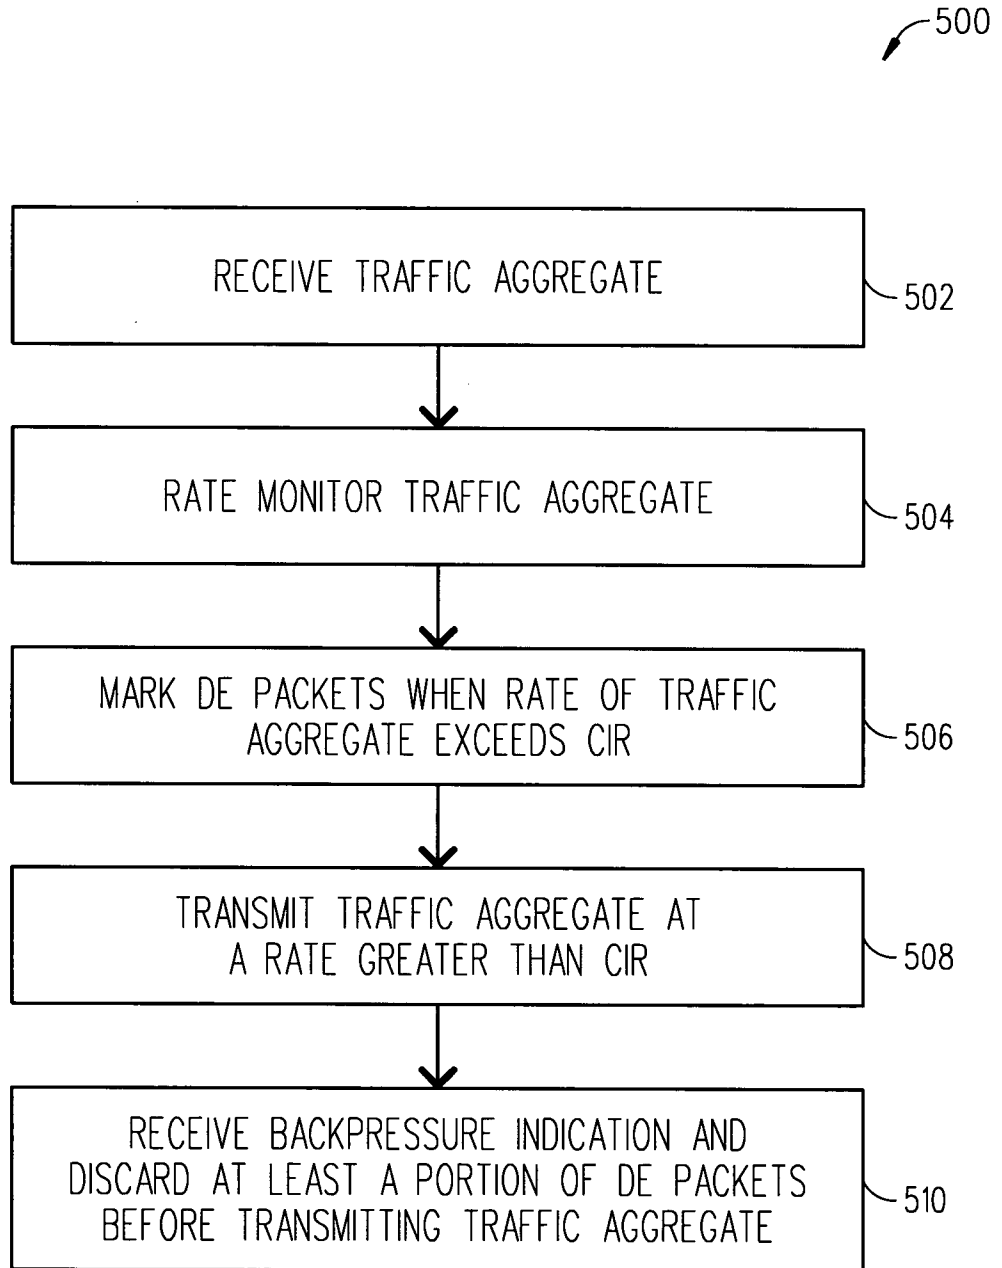 500
RECEIVE TRAFFIC AGGREGATE
502
RATE MONITOR TRAFFIC AGGREGATE
504
MARK DE PACKETS WHEN RATE OF TRAFFIC
AGGREGATE EXCEEDS CIR
506
TRANSMIT TRAFFIC AGGREGATE AT
A RATE GREATER THAN CIR
508
RECEIVE BACKPRESSURE INDICATION AND
DISCARD AT LEAST A PORTION OF DE PACKETS
BEFORE TRANSMITTING TRAFFIC AGGREGATE
510